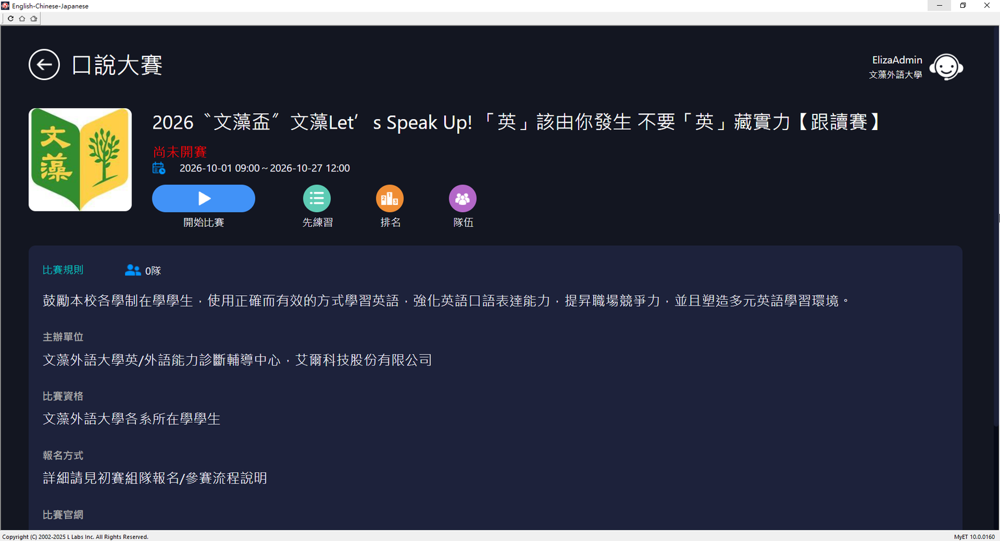 English-Chinese-Japanese
口說大賽
ElizaAdmin
文藻外語大學
文
藻
2026〝文藻盃〞文藻Let’s Speak Up!「英」該由你發生 不要「英」藏實力【跟讀賽】
尚未開賽
2026-10-01 09:00～2026-10-27 12:00
開始比賽
先練習
2 1 3
排名
隊伍
比賽規則
0隊
鼓勵本校各學制在學學生，使用正確而有效的方式學習英語，強化英語口語表達能力，提昇職場競爭力，並且塑造多元英語學習環境。
主辦單位
文藻外語大學英/外語能力診斷輔導中心，艾爾科技股份有限公司
比賽資格
文藻外語大學各系所在學學生
報名方式
詳細請見初賽組隊報名/參賽流程說明
比賽官網
Copyright (C) 2002-2025 L Labs Inc. All Rights Reserved.
MyET 10.0.0160